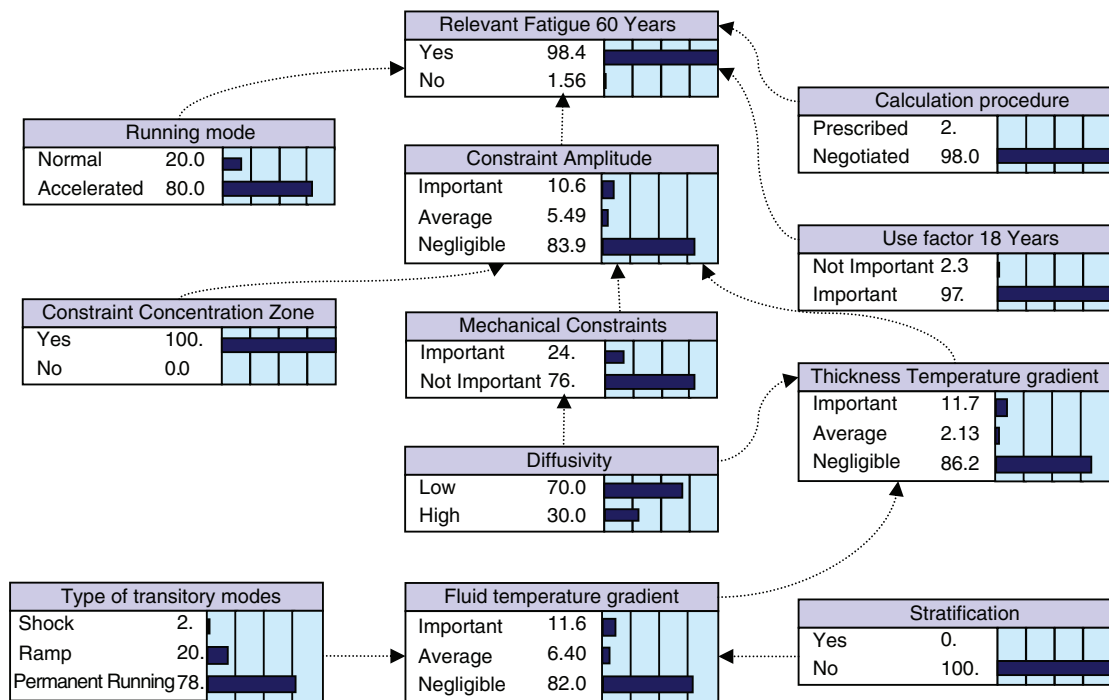 Relevant Fatigue 60 Years
Yes 98.4
No 1.56
Calculation procedure
Prescribed 2.
Negotiated 98.0
Running mode
Normal 20.0
Accelerated 80.0
Constraint Amplitude
Important 10.6
Average 5.49
Negligible 83.9
Use factor 18 Years
Not Important 2.3
Important 97.
Constraint Concentration Zone
Yes 100.
No 0.0
Mechanical Constraints
Important 24.
Not Important 76.
Thickness Temperature gradient
Important 11.7
Average 2.13
Negligible 86.2
Diffusivity
Low 70.0
High 30.0
Type of transitory modes
Shock 2.
Ramp 20.
Permanent Running 78.
Fluid temperature gradient
Important 11.6
Average 6.40
Negligible 82.0
Stratification
Yes 0.
No 100.